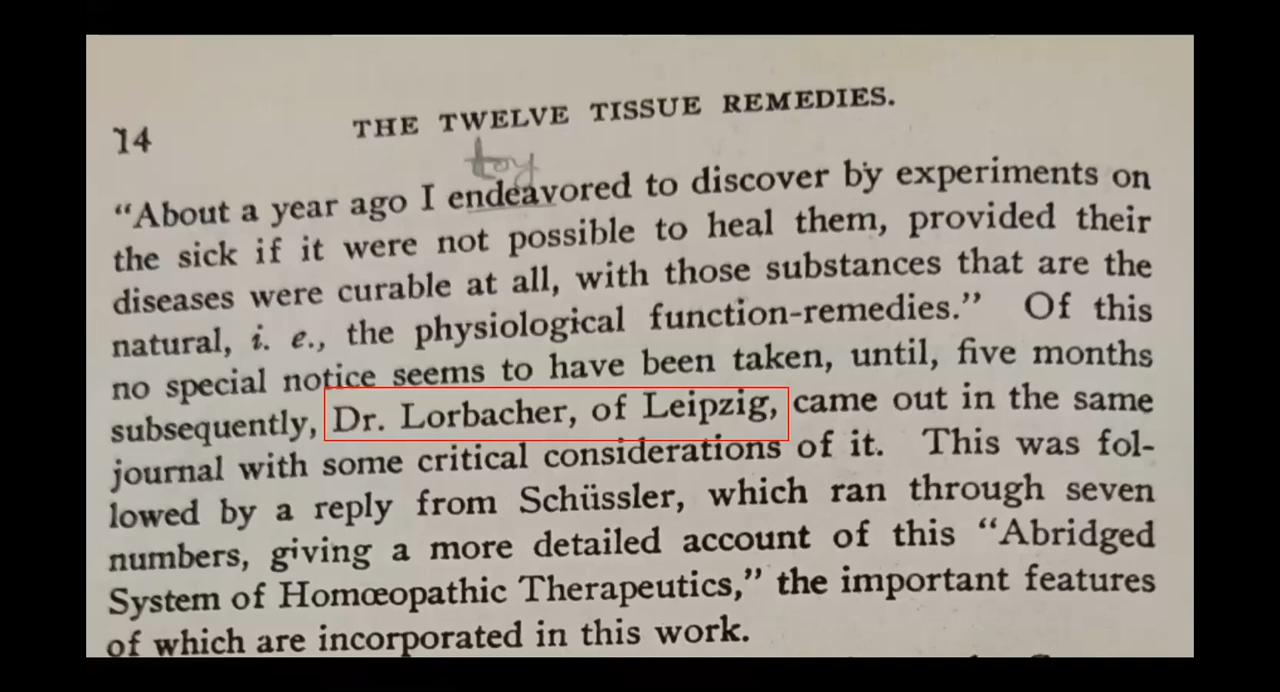 14
THE TWELVE TISSUE REMEDIES.
try
“About a year ago I endeavored to discover by experiments on
the sick if it were not possible to heal them, provided their
diseases were curable at all, with those substances that are the
natural, i. e., the physiological function-remedies.” Of this
no special notice seems to have been taken, until, five months
subsequently, Dr. Lorbacher, of Leipzig, came out in the same
journal with some critical considerations of it. This was fol-
lowed by a reply from Schüssler, which ran through seven
numbers, giving a more detailed account of this “Abridged
System of Homœopathic Therapeutics,” the important features
of which are incorporated in this work.